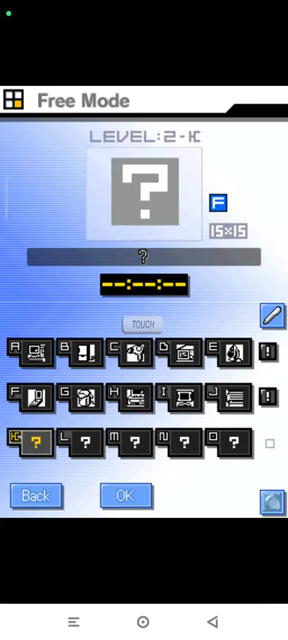 Free Mode
LEVEL:2-K
?
F
15×15
?
--:--:--
TOUCH
A B C D E !
F G H I J !
K ? L ? M ? N ? O ?
Back OK